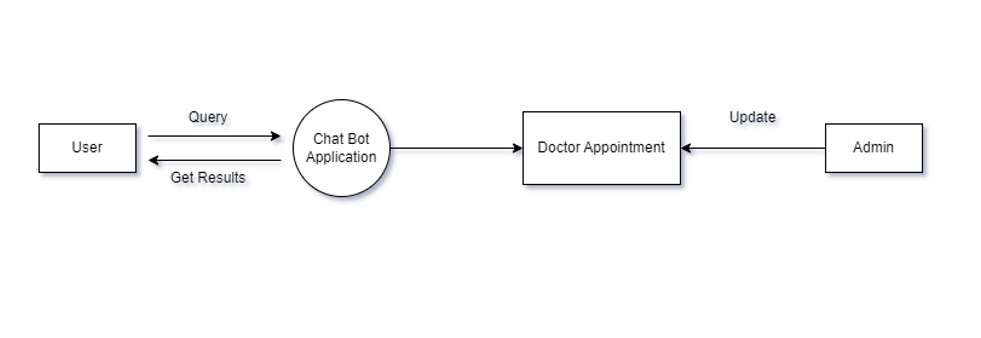 Query
User
Get Results
Chat Bot
Application
Doctor Appointment
Update
Admin